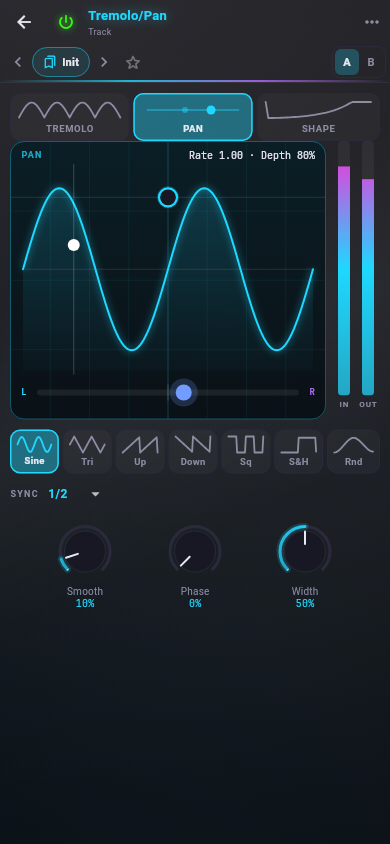 Tremolo/Pan
Track
Init
A B
TREMOLO PAN SHAPE
PAN Rate 1.00 · Depth 80%
L R
IN OUT
Sine Tri Up Down Sq S&H Rnd
SYNC 1/2
Smooth Phase Width
10% 0% 50%